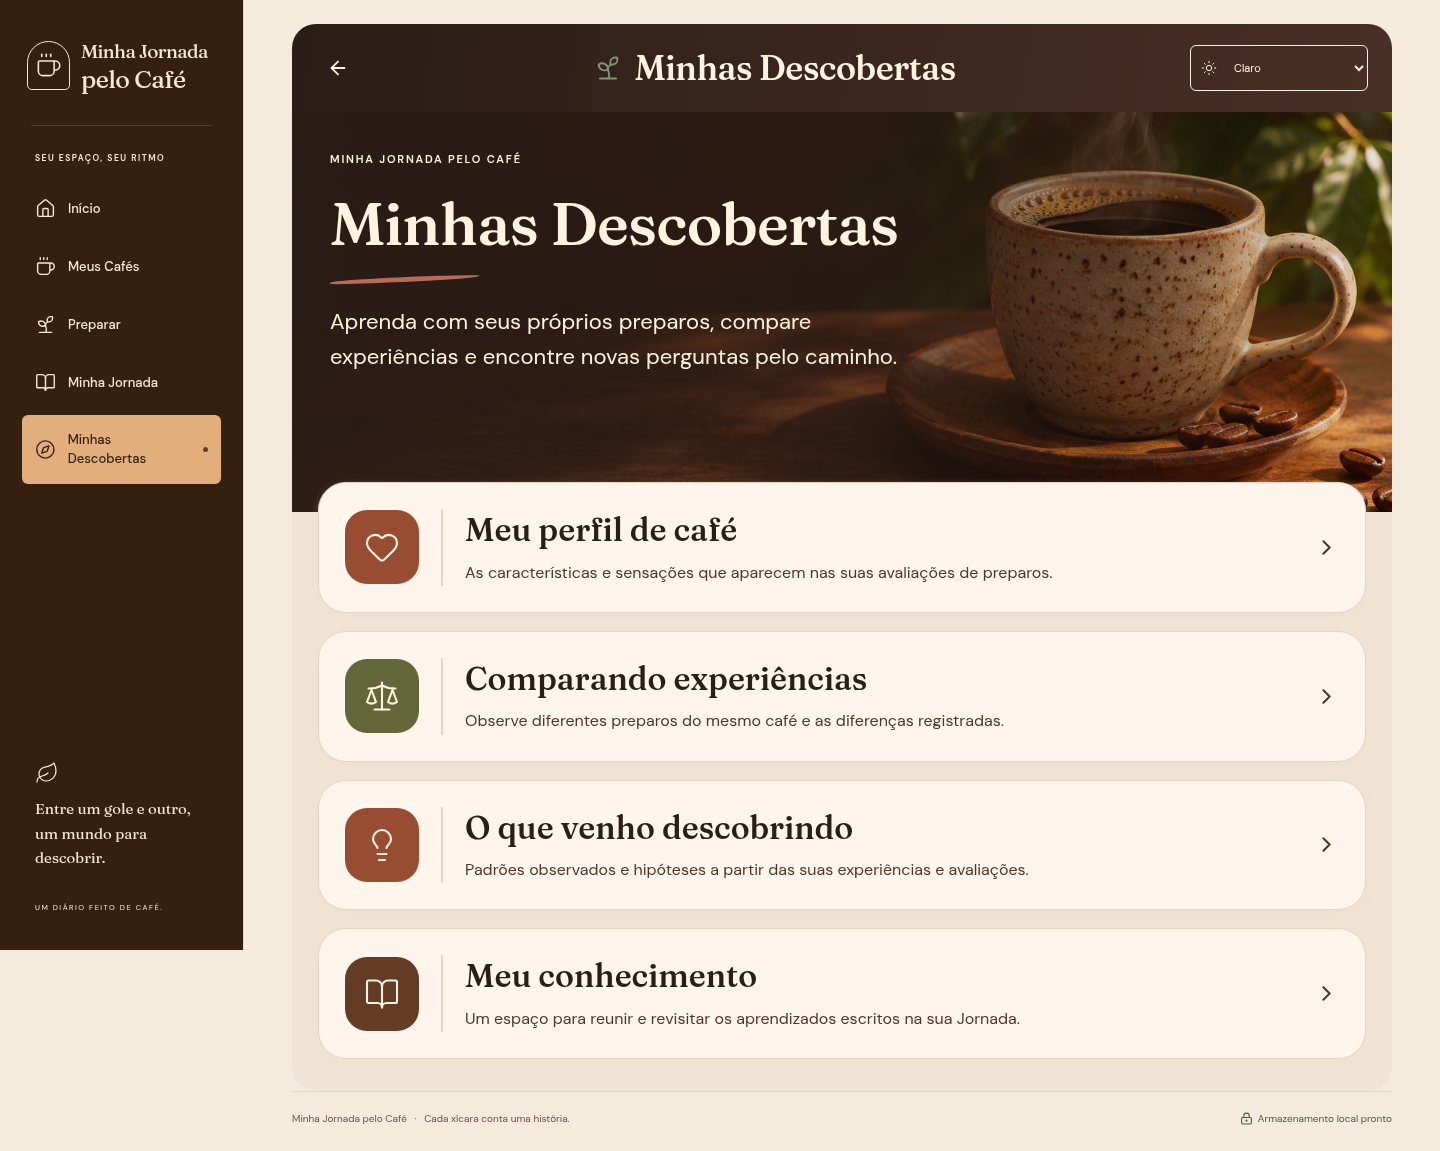 Minha Jornada
pelo Café
SEU ESPAÇO, SEU RITMO
Início
Meus Cafés
Preparar
Minha Jornada
Minhas
Descobertas
Entre um gole e outro,
um mundo para
descobrir.
UM DIÁRIO FEITO DE CAFÉ.
Minhas Descobertas
Claro
MINHA JORNADA PELO CAFÉ
Minhas Descobertas
Aprenda com seus próprios preparos, compare
experiências e encontre novas perguntas pelo caminho.
Meu perfil de café
As características e sensações que aparecem nas suas avaliações de preparos.
Comparando experiências
Observe diferentes preparos do mesmo café e as diferenças registradas.
O que venho descobrindo
Padrões observados e hipóteses a partir das suas experiências e avaliações.
Meu conhecimento
Um espaço para reunir e revisitar os aprendizados escritos na sua Jornada.
Minha Jornada pelo Café · Cada xícara conta uma história.
Armazenamento local pronto